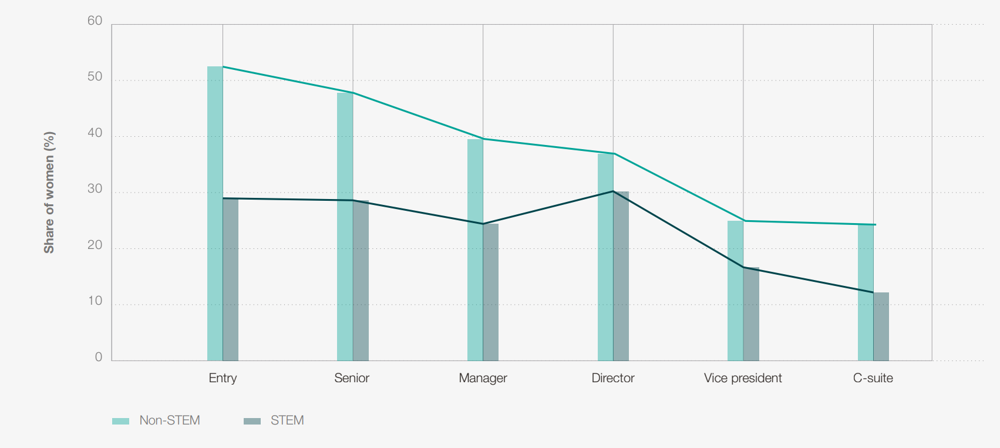 60
50
40
30
20
10
0
Share of women (%)
Entry
Senior
Manager
Director
Vice president
C-suite
Non-STEM
STEM